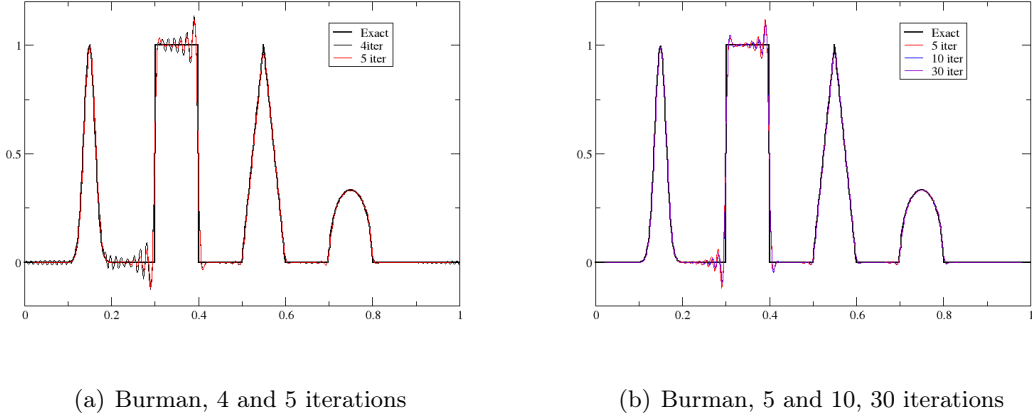 Exact
4iter
5 iter
1
0.5
0
0 0.2 0.4 0.6 0.8 1
(a) Burman, 4 and 5 iterations
Exact
5 iter
10 iter
30 iter
1
0.5
0
0 0.2 0.4 0.6 0.8 1
(b) Burman, 5 and 10, 30 iterations